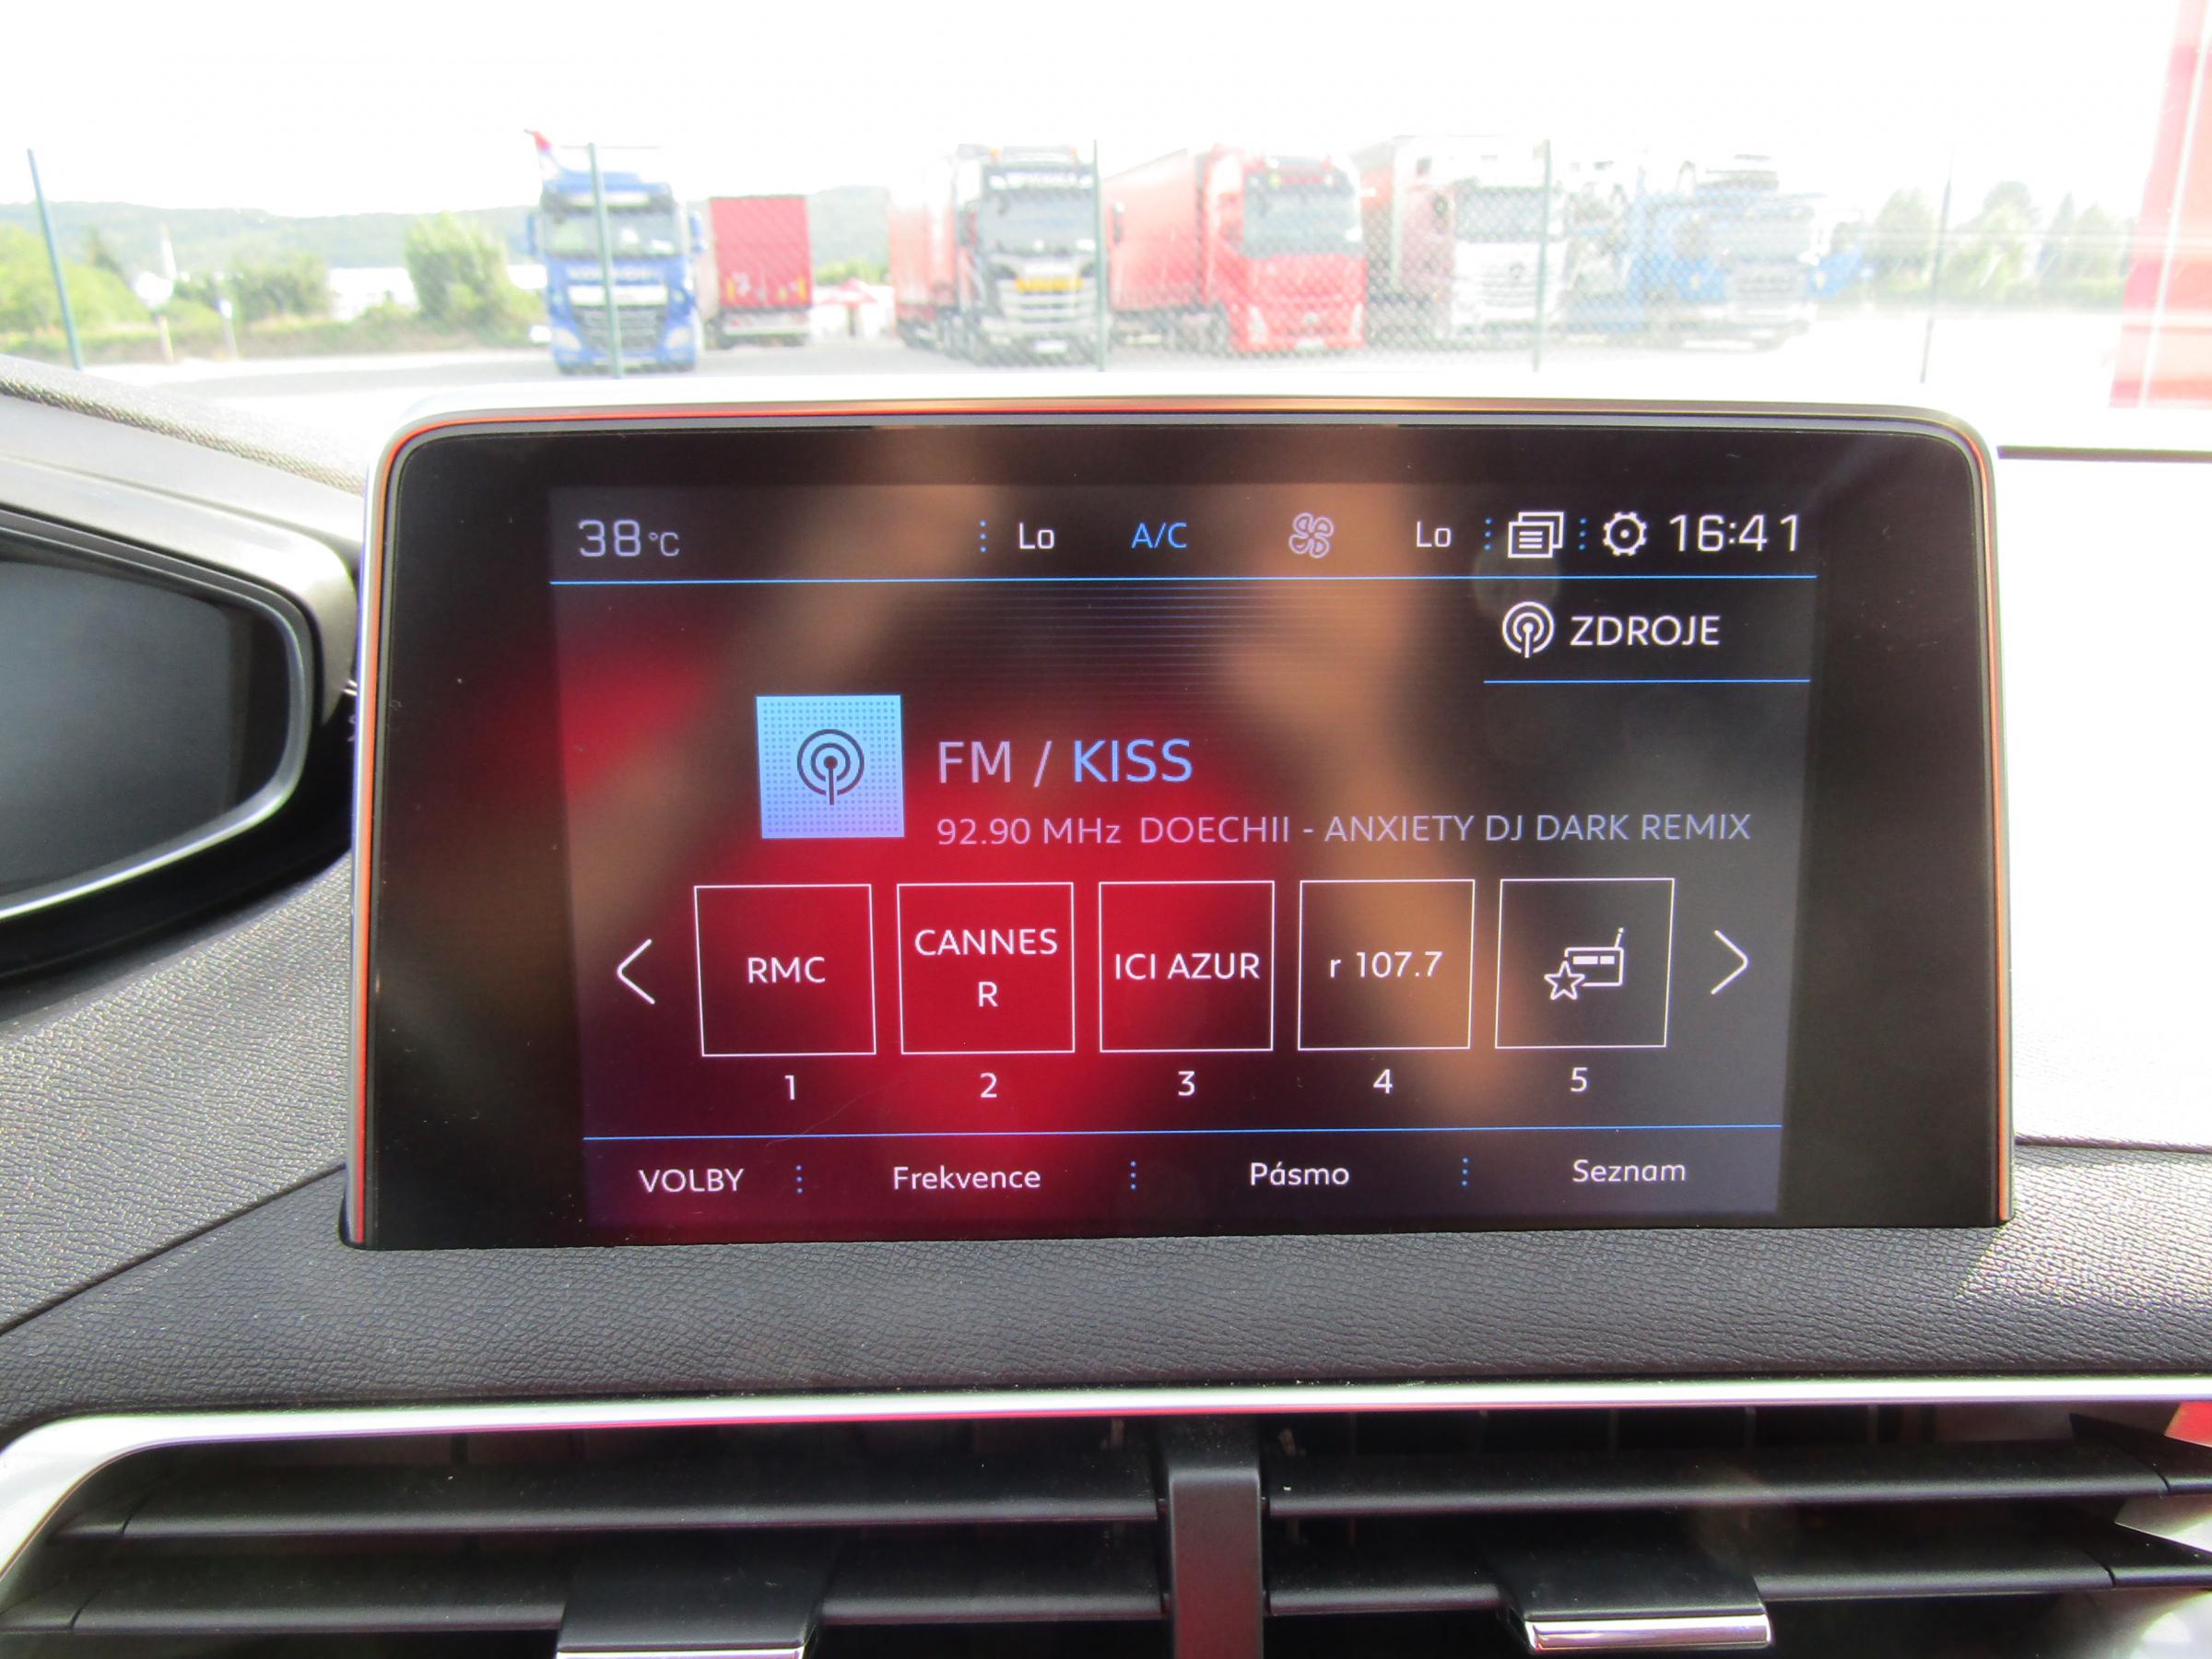 38°C Lo A/C Lo 16:41
ZDROJE
FM / KISS
92.90 MHz DOECHII - ANXIETY DJ DARK REMIX
RMC
CANNES
R
ICI AZUR
r 107.7
1 2 3 4 5
VOLBY Frekvence Pásmo Seznam